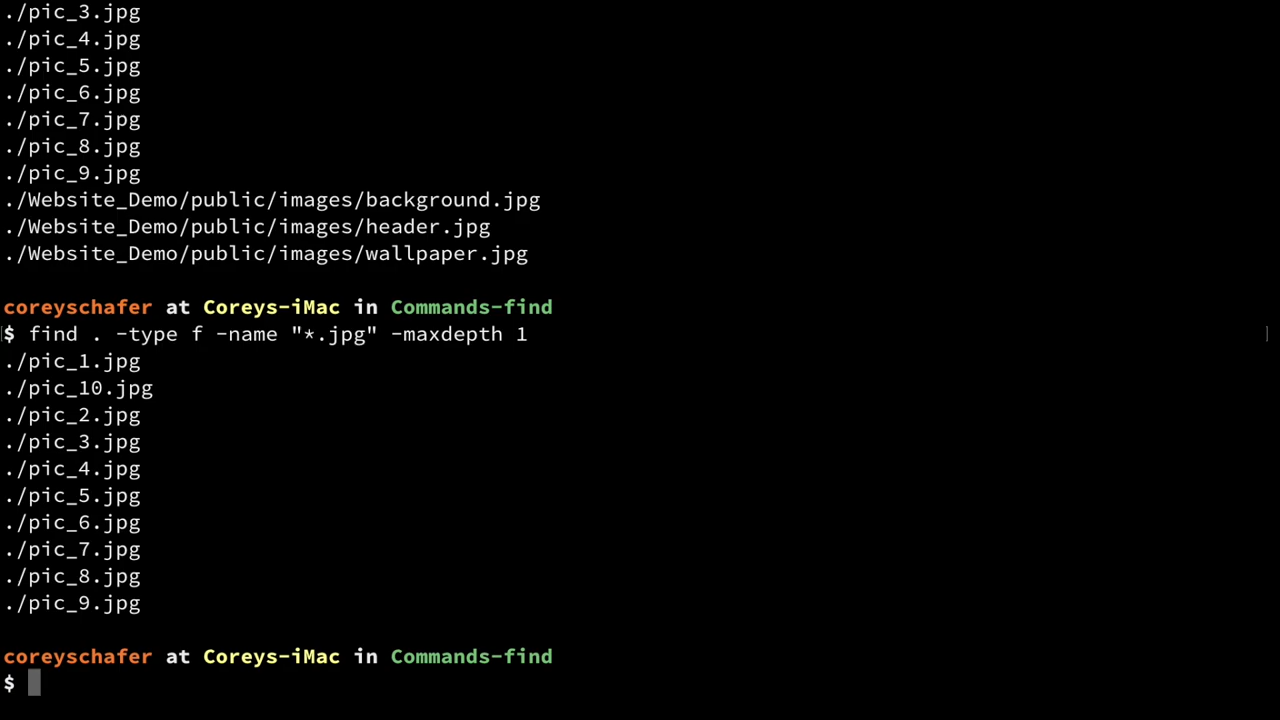 ./pic_3.jpg
./pic_4.jpg
./pic_5.jpg
./pic_6.jpg
./pic_7.jpg
./pic_8.jpg
./pic_9.jpg
./Website_Demo/public/images/background.jpg
./Website_Demo/public/images/header.jpg
./Website_Demo/public/images/wallpaper.jpg
coreyschafer at Coreys-iMac in Commands-find
$ find . -type f -name "*.jpg" -maxdepth 1
./pic_1.jpg
./pic_10.jpg
./pic_2.jpg
./pic_3.jpg
./pic_4.jpg
./pic_5.jpg
./pic_6.jpg
./pic_7.jpg
./pic_8.jpg
./pic_9.jpg
coreyschafer at Coreys-iMac in Commands-find
$